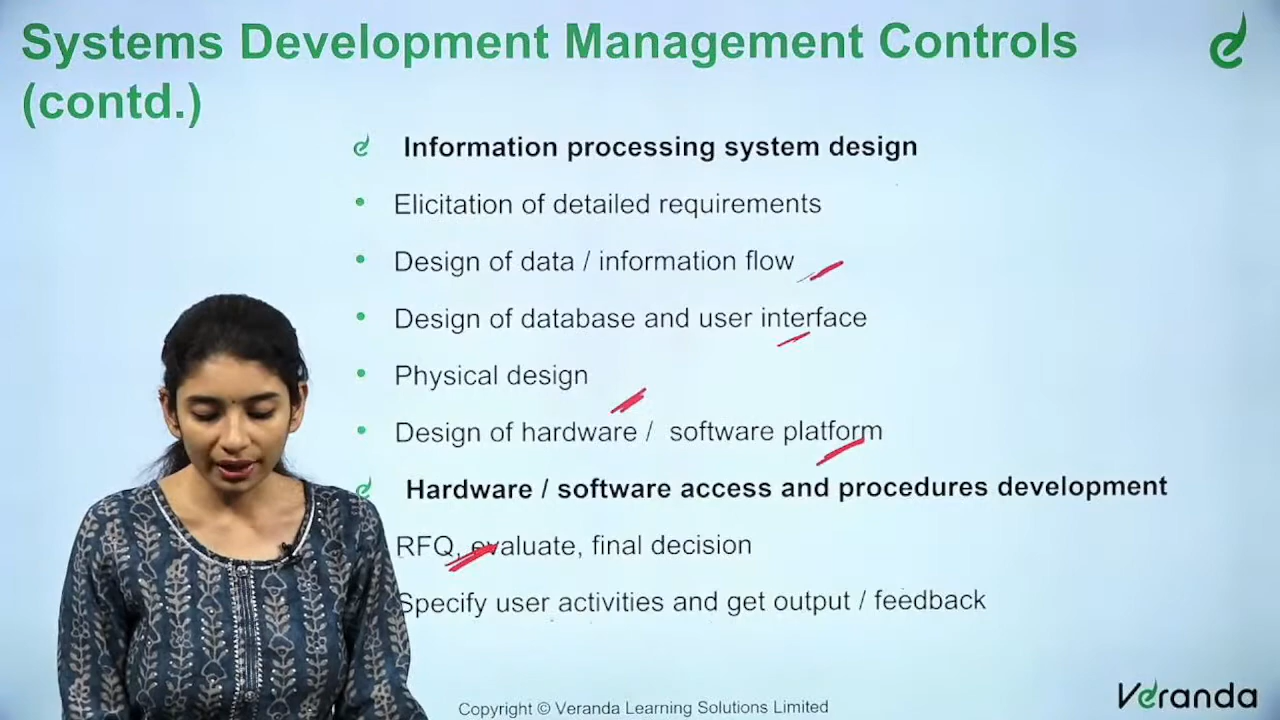 Systems Development Management Controls
(contd.)
Information processing system design
Elicitation of detailed requirements
Design of data / information flow
Design of database and user interface
Physical design
Design of hardware / software platform
Hardware / software access and procedures development
RFQ, evaluate, final decision
Specify user activities and get output / feedback
Copyright © Veranda Learning Solutions Limited
Veranda